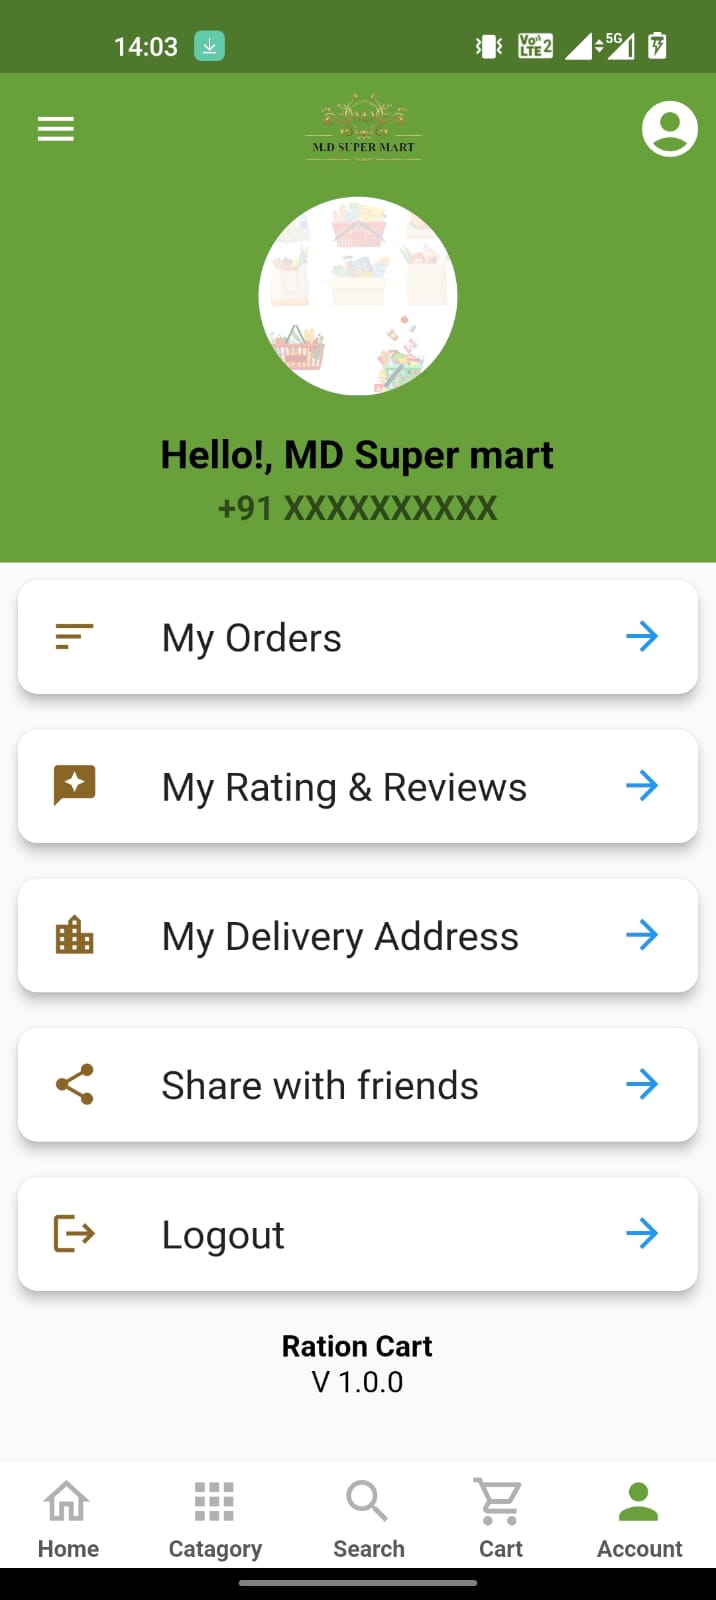 14:03
Vo)) LTE2
5G
M.D SUPER MART
Hello!, MD Super mart
+91 XXXXXXXXXX
My Orders
My Rating & Reviews
My Delivery Address
Share with friends
Logout
Ration Cart
V 1.0.0
Home Catagory Search Cart Account